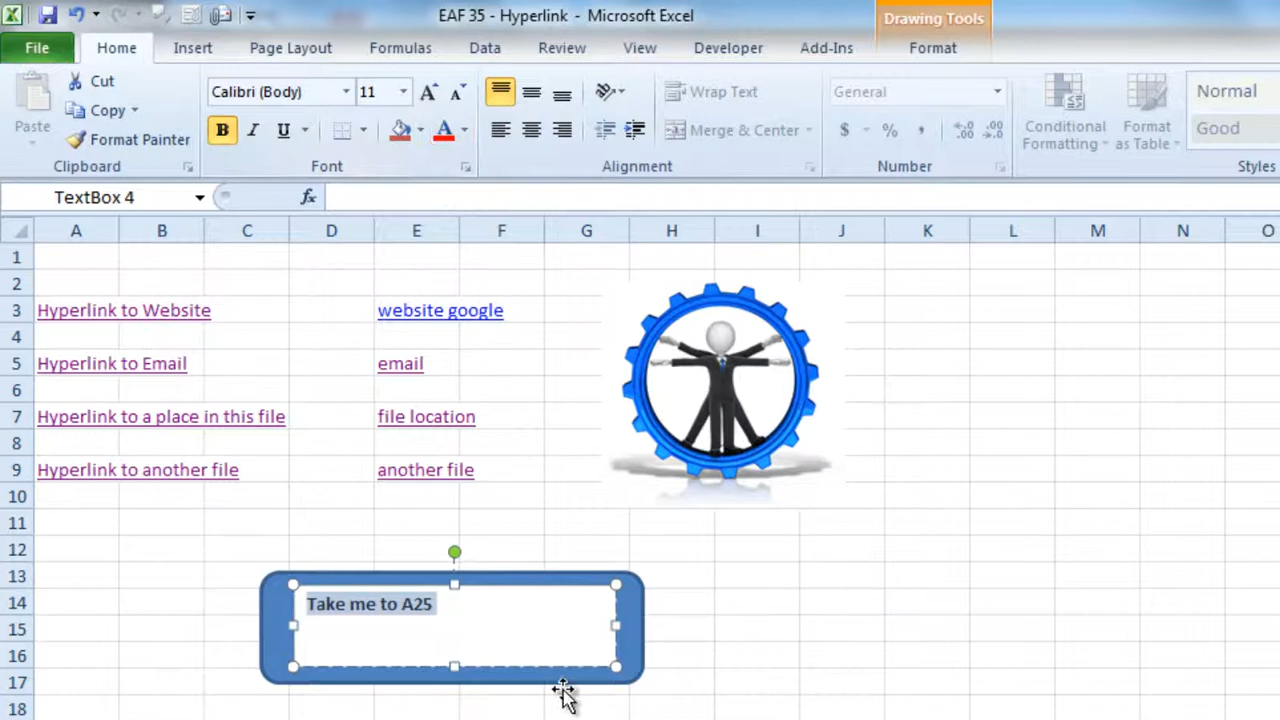 EAF 35 - Hyperlink - Microsoft Excel
Drawing Tools
File Home Insert Page Layout Formulas Data Review View Developer Add-Ins Format
Paste
Cut
Copy
Format Painter
Clipboard
Calibri (Body) 11
B I U A
Font
Wrap Text
Merge & Center
Alignment
General
$ % ,
Number
Conditional Formatting
Format as Table
Normal
Good
Styles
TextBox 4 fx
A B C D E F G H I J K L M N O
1
2
3 Hyperlink to Website website google
4
5 Hyperlink to Email email
6
7 Hyperlink to a place in this file file location
8
9 Hyperlink to another file another file
10
11
12
13
14 Take me to A25
15
16
17
18